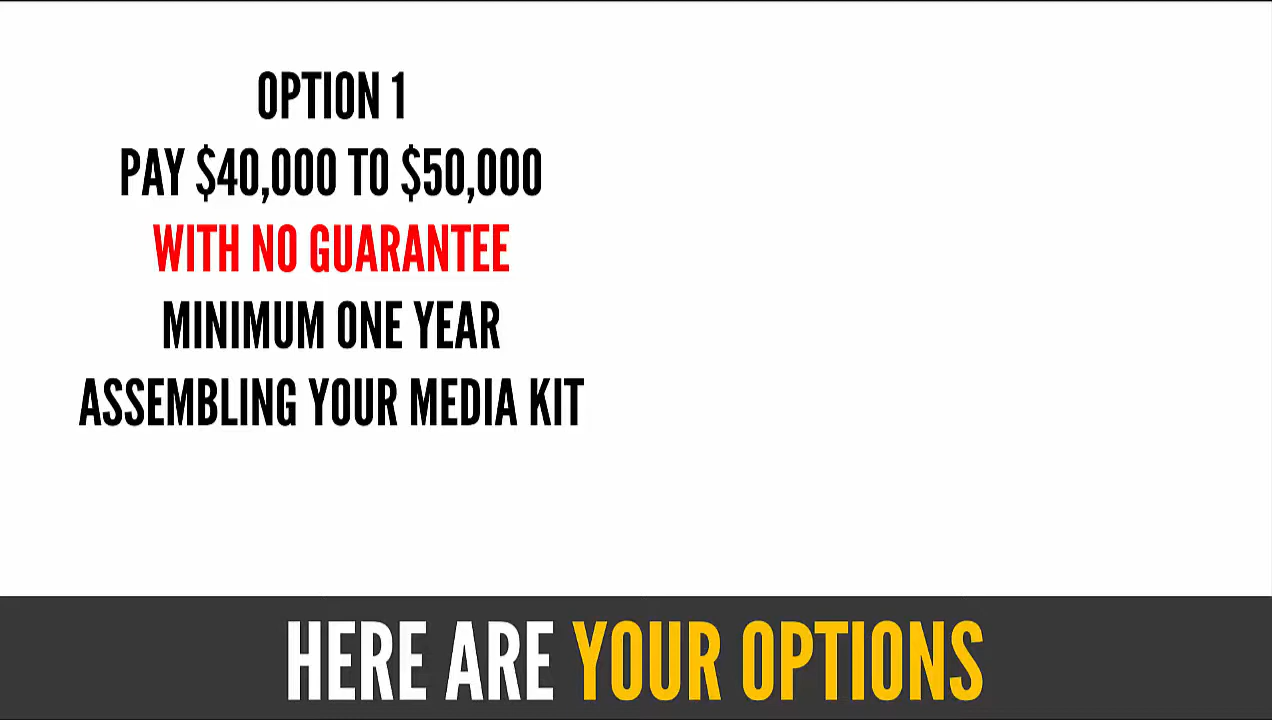 OPTION 1
PAY $40,000 TO $50,000
WITH NO GUARANTEE
MINIMUM ONE YEAR
ASSEMBLING YOUR MEDIA KIT
HERE ARE YOUR OPTIONS